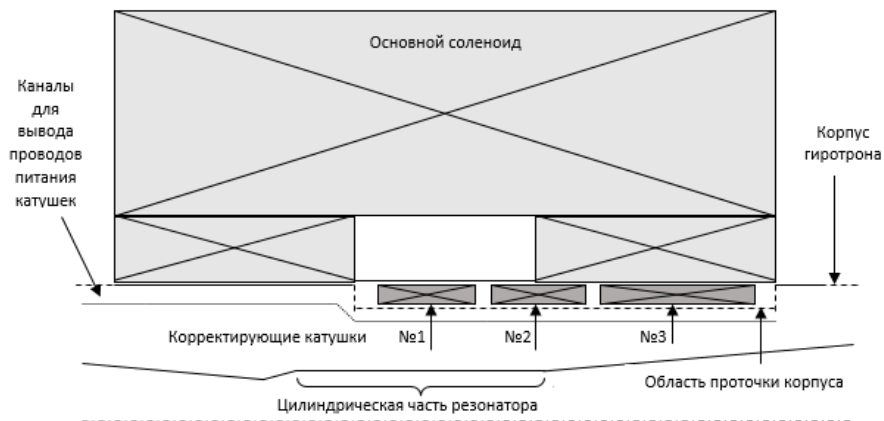 Основной соленоид
Каналы
для
вывода
проводов
питания
катушек
Корпус
гиротрона
Корректирующие катушки №1 №2 №3
Область проточки корпуса
Цилиндрическая часть резонатора